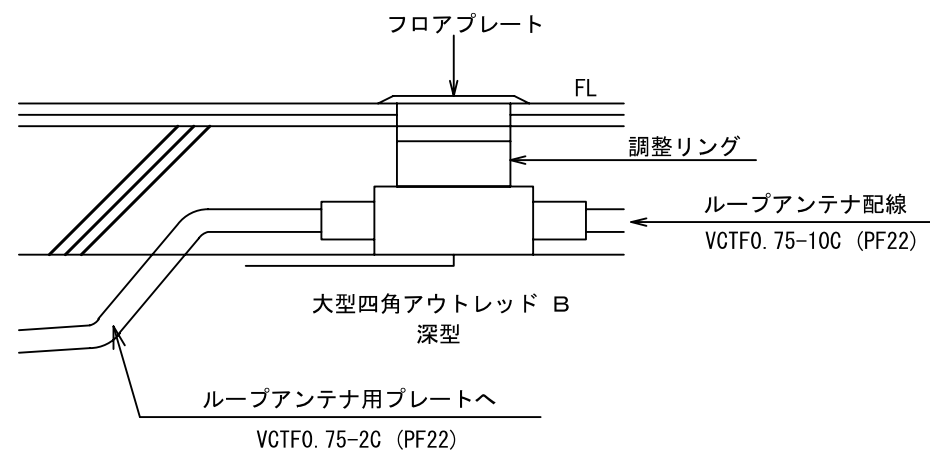 フロアプレート
FL
調整リング
ループアンテナ配線
VCTF0.75-10C (PF22)
大型四角アウトレッド B
深型
ループアンテナ用プレートへ
VCTF0.75-2C (PF22)